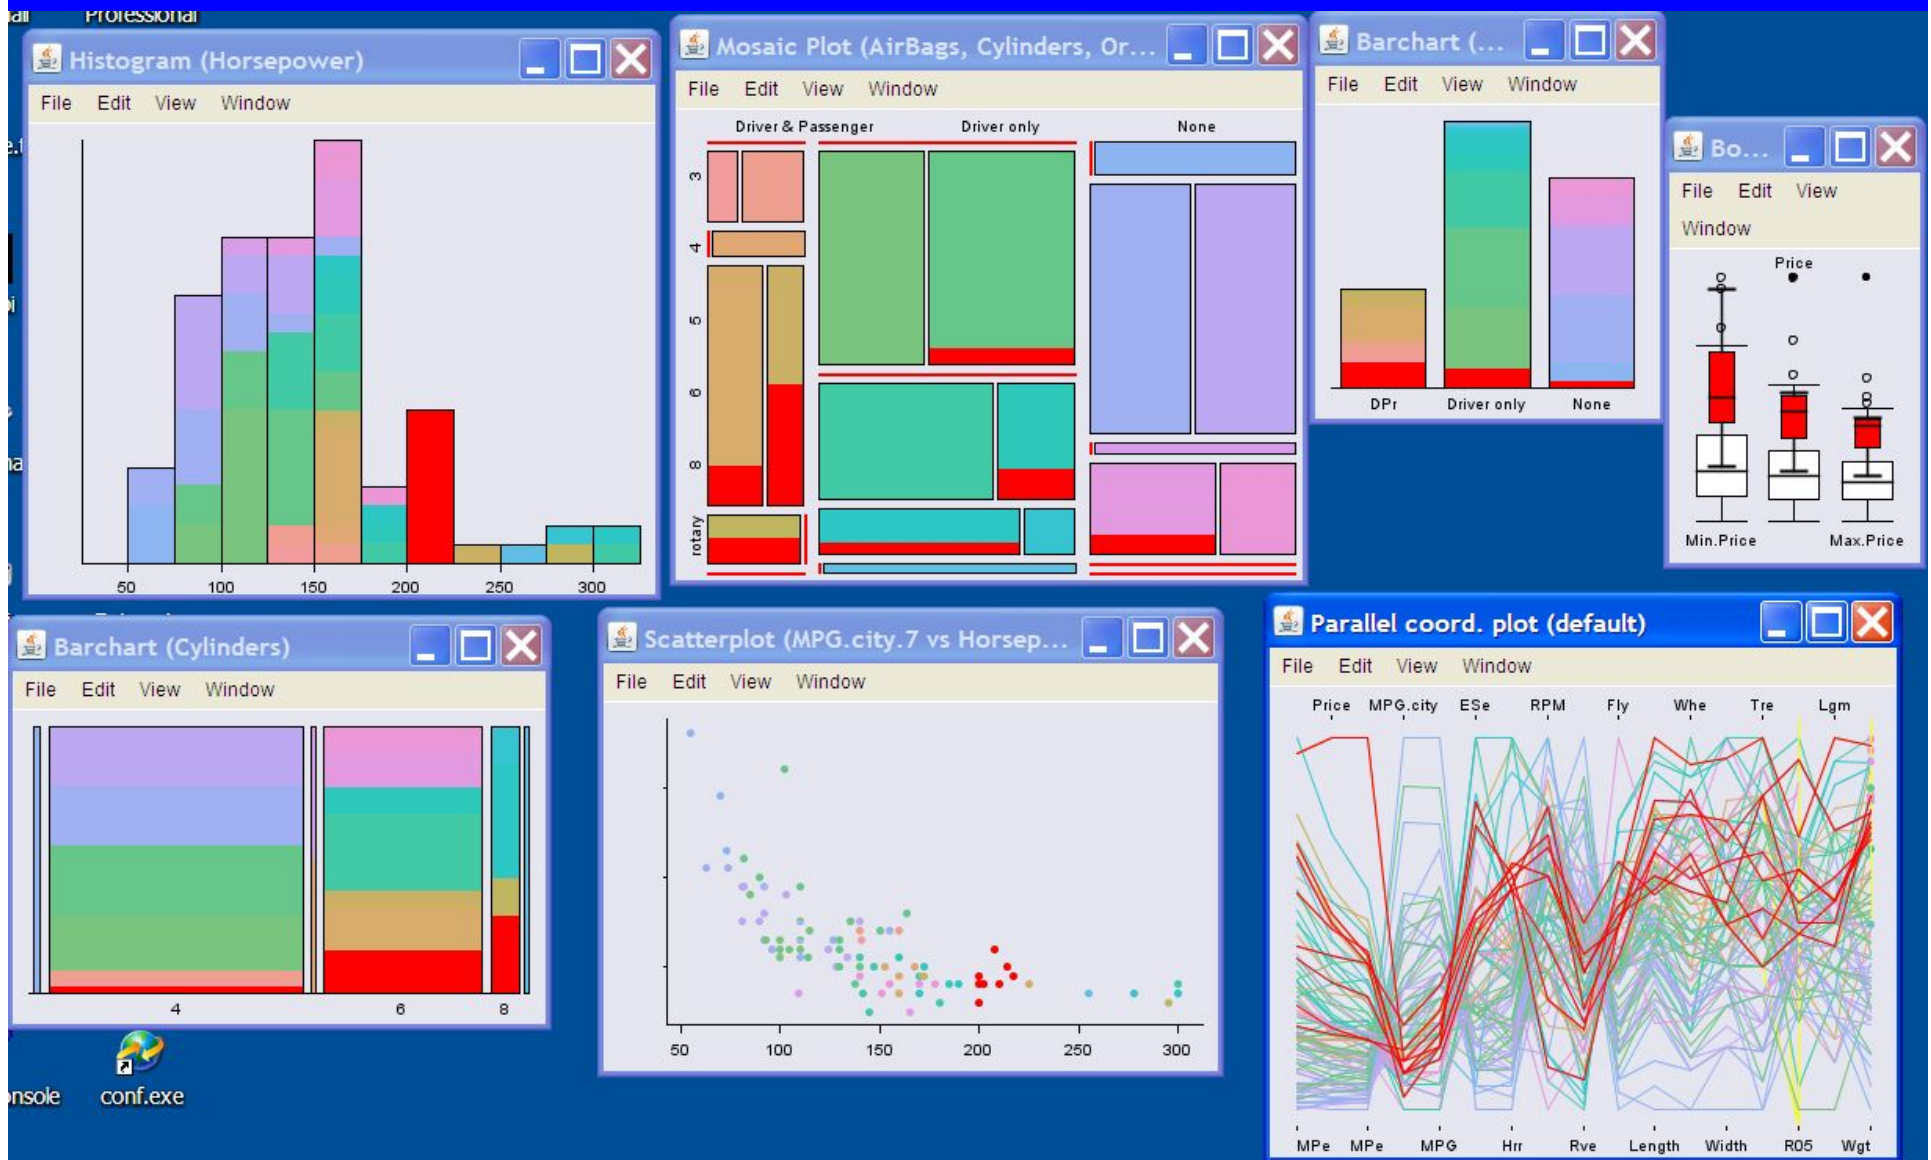 Professional
Histogram (Horsepower)
File Edit View Window
50 100 150 200 250 300
Mosaic Plot (AirBags, Cylinders, Or...
File Edit View Window
Driver & Passenger Driver only None
3
4
5
6
8
rotary
Barchart (...
File Edit View Window
DPr Driver only None
Bo...
File Edit View
Window
Price
Min.Price Max.Price
Barchart (Cylinders)
File Edit View Window
4 6 8
Scatterplot (MPG.city.7 vs Horsep...
File Edit View Window
50 100 150 200 250 300
Parallel coord. plot (default)
File Edit View Window
Price MPG.city ESe RPM Fly Whe Tre Lgm
MPe MPe MPG Hrr Rve Length Width R05 Wgt
nsole conf.exe